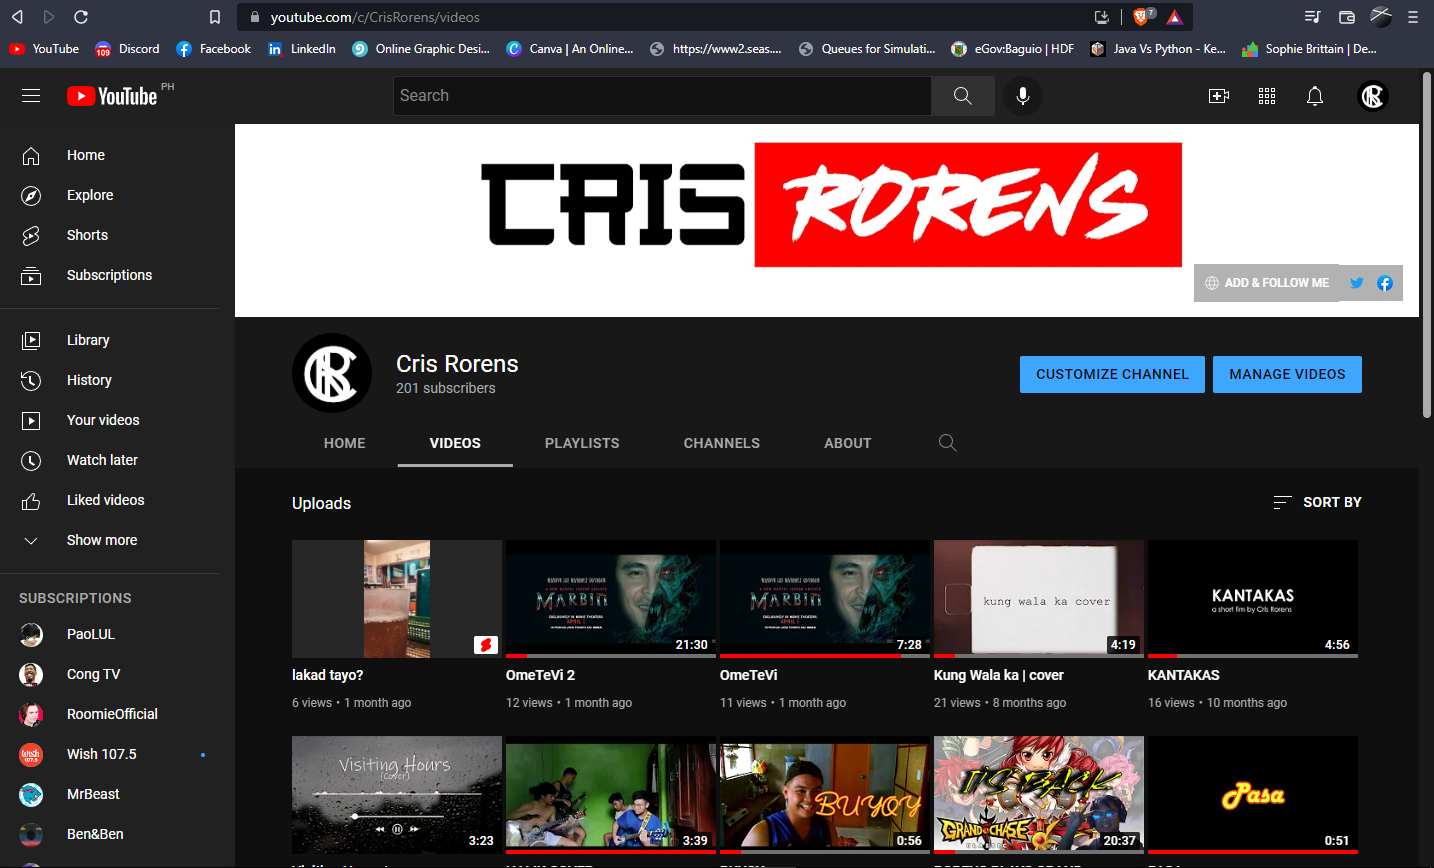 youtube.com/c/CrisRorens/videos
7
YouTube
109
Discord
Facebook
LinkedIn
Online Graphic Desi...
Canva | An Online...
https://www2.seas....
Queues for Simulati...
eGov:Baguio | HDF
Java Vs Python - Ke...
Sophie Brittain | De...
YouTube PH
Search
CRIS RORENS
ADD & FOLLOW ME
Cris Rorens
201 subscribers
CUSTOMIZE CHANNEL
MANAGE VIDEOS
HOME
VIDEOS
PLAYLISTS
CHANNELS
ABOUT
Home
Explore
Shorts
Subscriptions
Library
History
Your videos
Watch later
Liked videos
Show more
SUBSCRIPTIONS
PaoLUL
Cong TV
RoomieOfficial
Wish 107.5
MrBeast
Ben&Ben
Uploads
SORT BY
lakad tayo?
6 views • 1 month ago
MARBIN
APRIL 1
21:30
OmeTeVi 2
12 views • 1 month ago
MARBIN
APRIL 1
7:28
OmeTeVi
11 views • 1 month ago
kung wala ka cover
4:19
Kung Wala ka | cover
21 views • 8 months ago
KANTAKAS
a short film by Cris Rorens
4:56
KANTAKAS
16 views • 10 months ago
Visiting Hours
(Cover)
3:23
3:39
BUYOY
0:56
IS BACK
GRAND CHASE
CLASSIC
20:37
Pasa
0:51